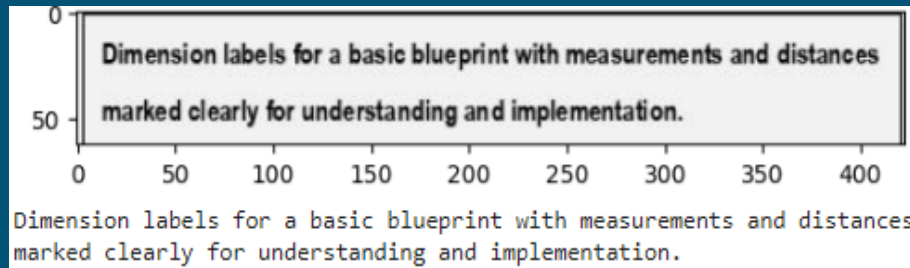 0
Dimension labels for a basic blueprint with measurements and distances
50
marked clearly for understanding and implementation.
0 50 100 150 200 250 300 350 400
Dimension labels for a basic blueprint with measurements and distances
marked clearly for understanding and implementation.